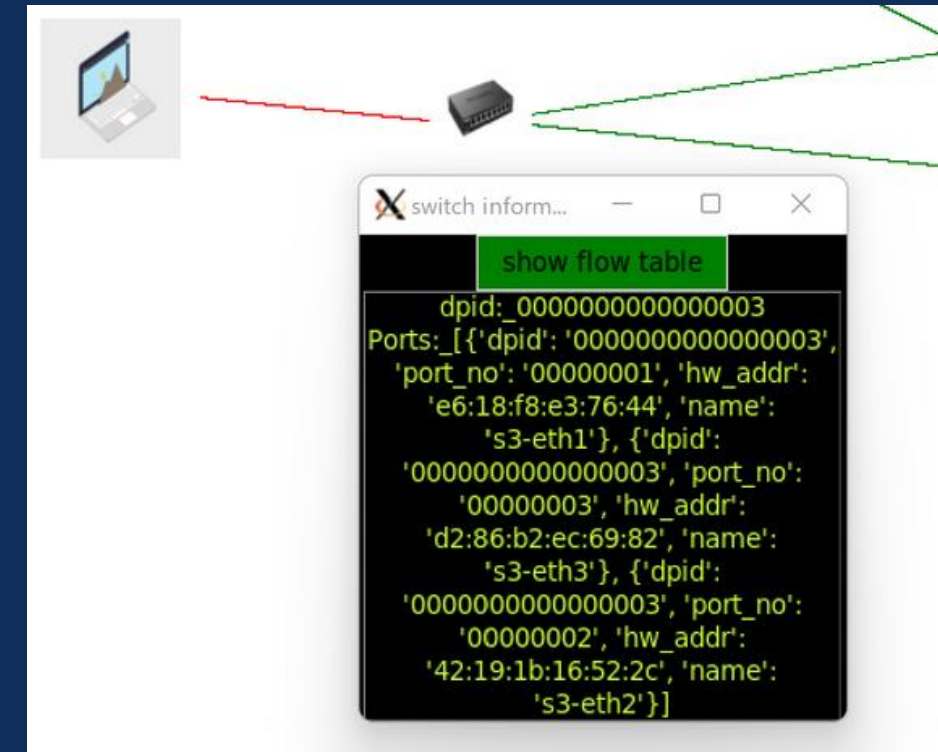 switch inform...
show flow table
dpid:_0000000000000003
Ports:_[{'dpid': '0000000000000003',
'port_no': '00000001', 'hw_addr':
'e6:18:f8:e3:76:44', 'name':
's3-eth1'}, {'dpid':
'0000000000000003', 'port_no':
'00000003', 'hw_addr':
'd2:86:b2:ec:69:82', 'name':
's3-eth3'}, {'dpid':
'0000000000000003', 'port_no':
'00000002', 'hw_addr':
'42:19:1b:16:52:2c', 'name':
's3-eth2'}]